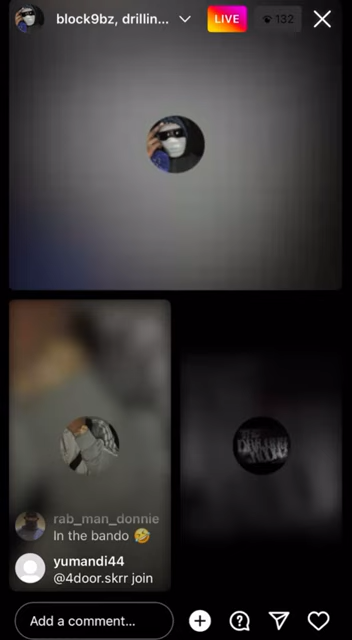 block9bz, drillin...
LIVE
132
rab_man_donnie
In the bando 🤣
yumandi44
@4door.skrr join
Add a comment...